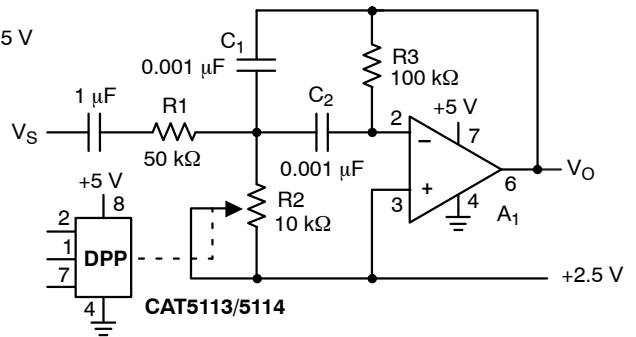 5 V
C1
0.001 μF
R3
100 kΩ
1 μF
R1
C2
+5 V
VS
50 kΩ
0.001 μF
2
7
–
+
3
4
6
VO
A1
+5 V
8
R2
10 kΩ
2
1
7
DPP
4
CAT5113/5114
+2.5 V